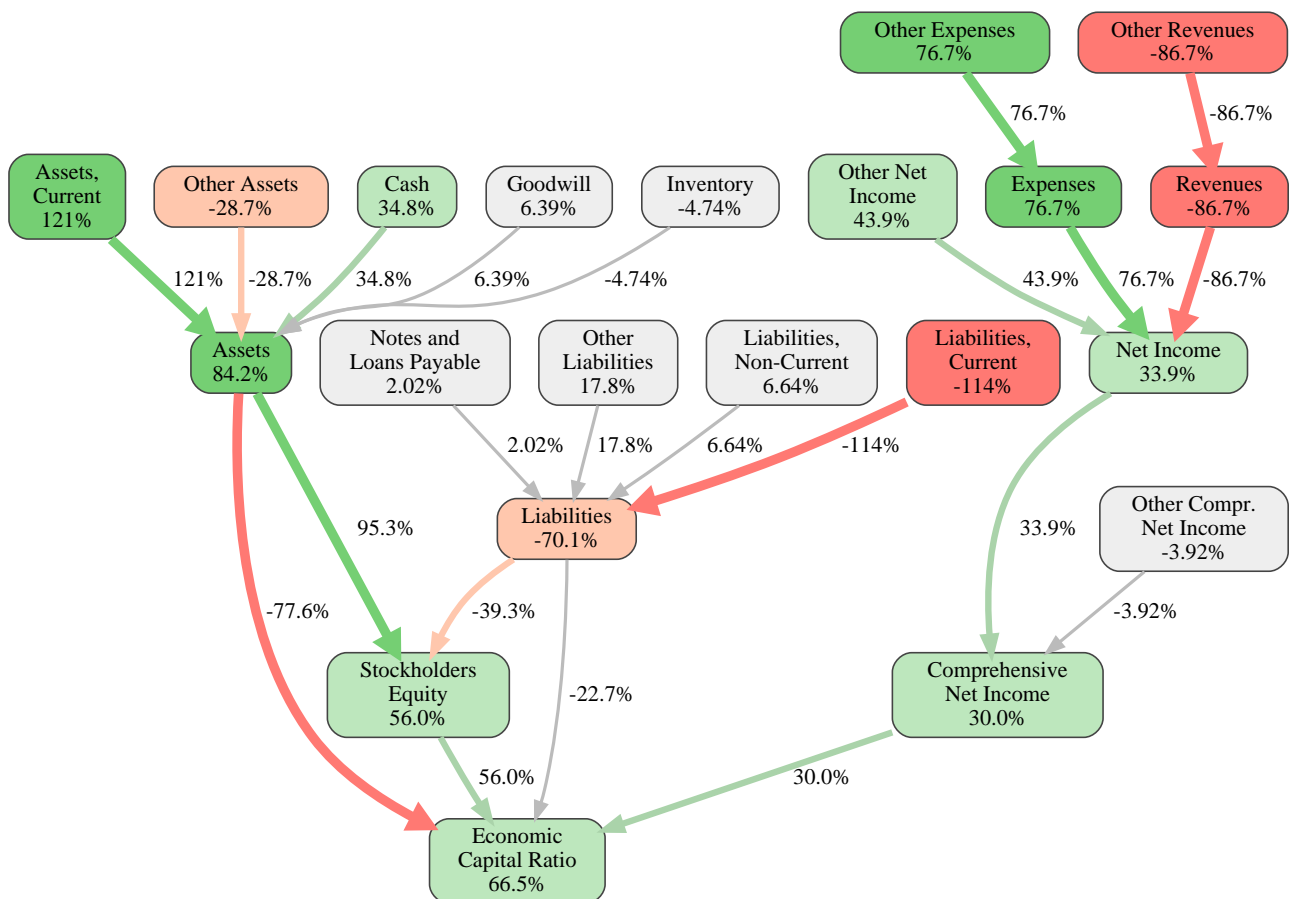 Other Expenses
76.7%
Other Revenues
-86.7%
76.7%
-86.7%
Assets,
Current
121%
Other Assets
-28.7%
Cash
34.8%
Goodwill
6.39%
Inventory
-4.74%
Other Net
Income
43.9%
Expenses
76.7%
Revenues
-86.7%
121%
-28.7%
34.8%
6.39%
-4.74%
43.9%
76.7%
-86.7%
Assets
84.2%
Notes and
Loans Payable
2.02%
Other
Liabilities
17.8%
Liabilities,
Non-Current
6.64%
Liabilities,
Current
-114%
Net Income
33.9%
2.02%
17.8%
6.64%
-114%
Liabilities
-70.1%
Other Compr.
Net Income
-3.92%
95.3%
33.9%
-77.6%
-39.3%
-3.92%
Stockholders
Equity
56.0%
-22.7%
Comprehensive
Net Income
30.0%
56.0%
30.0%
Economic
Capital Ratio
66.5%